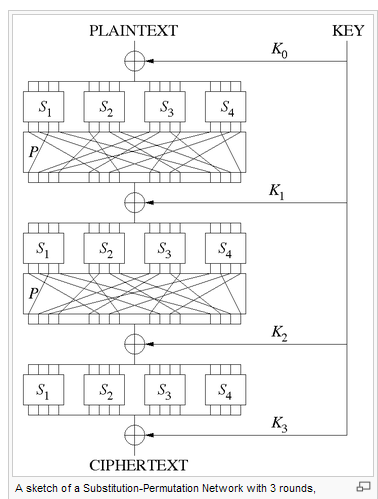 PLAINTEXT KEY
K0
S1 S2 S3 S4
P
K1
S1 S2 S3 S4
P
K2
S1 S2 S3 S4
K3
CIPHERTEXT
A sketch of a Substitution-Permutation Network with 3 rounds,